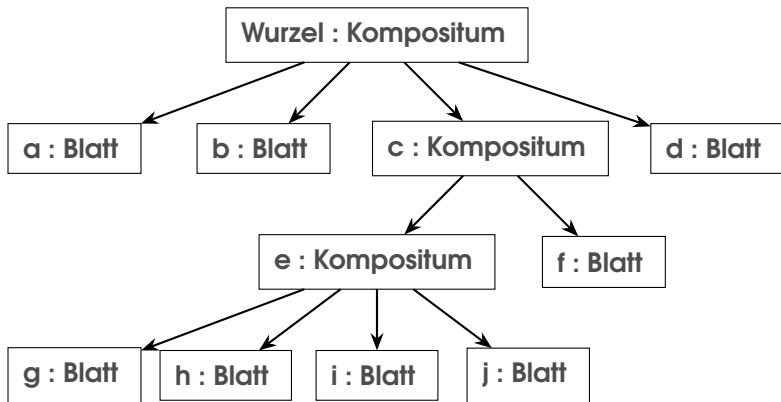 Wurzel : Kompositum
a : Blatt
b : Blatt
c : Kompositum
d : Blatt
e : Kompositum
f : Blatt
g : Blatt
h : Blatt
i : Blatt
j : Blatt